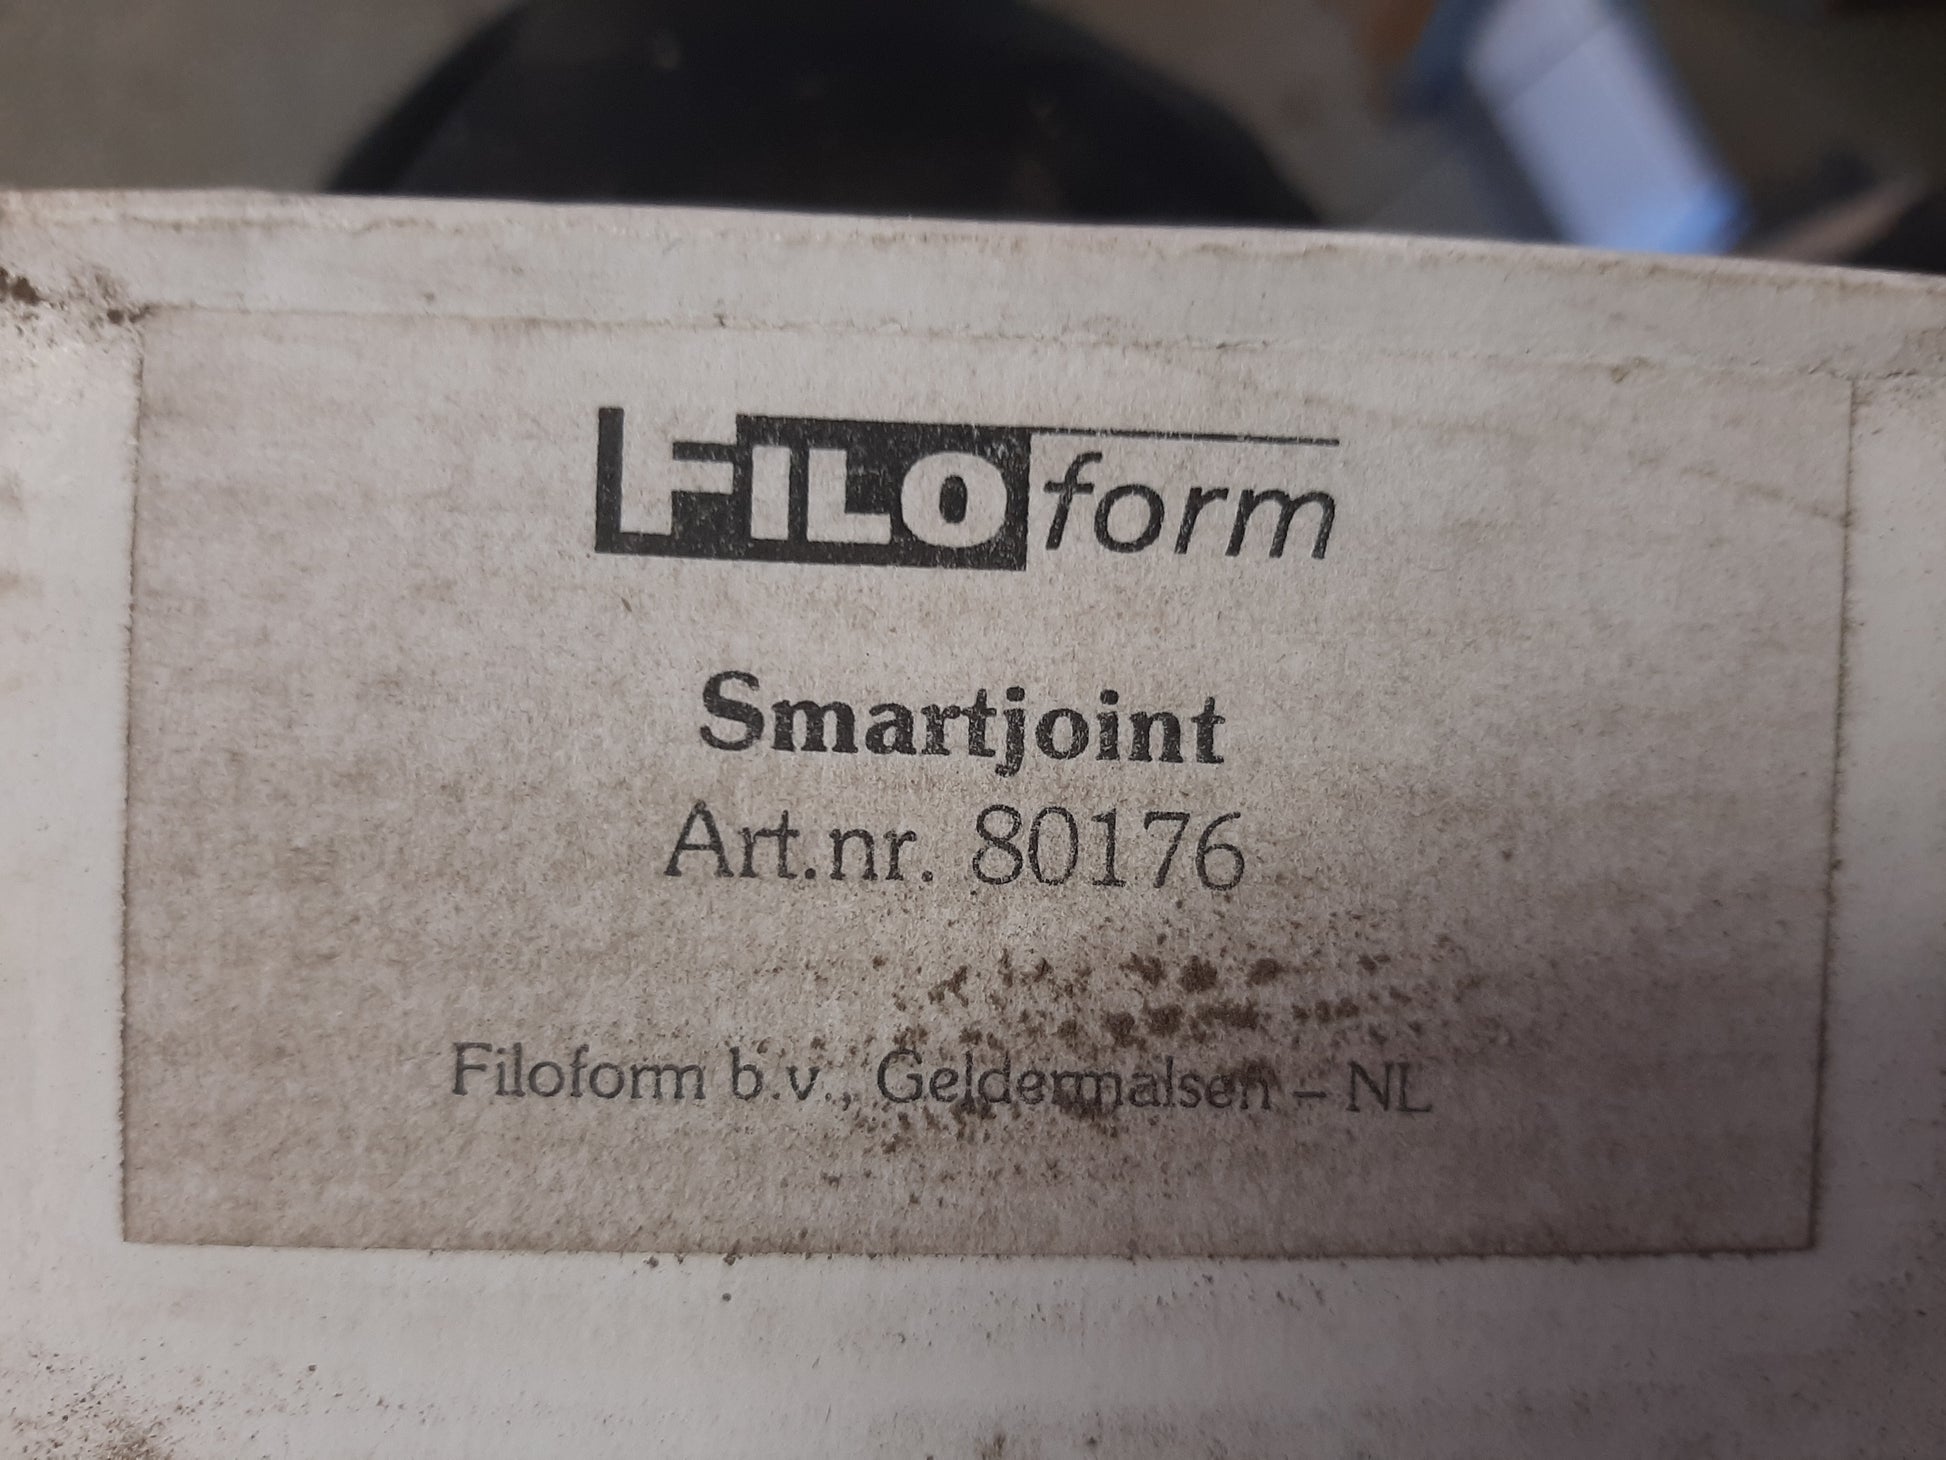 FILOform
Smartjoint
Art.nr. 80176
Filoform b.v., Geldermalsen – NL